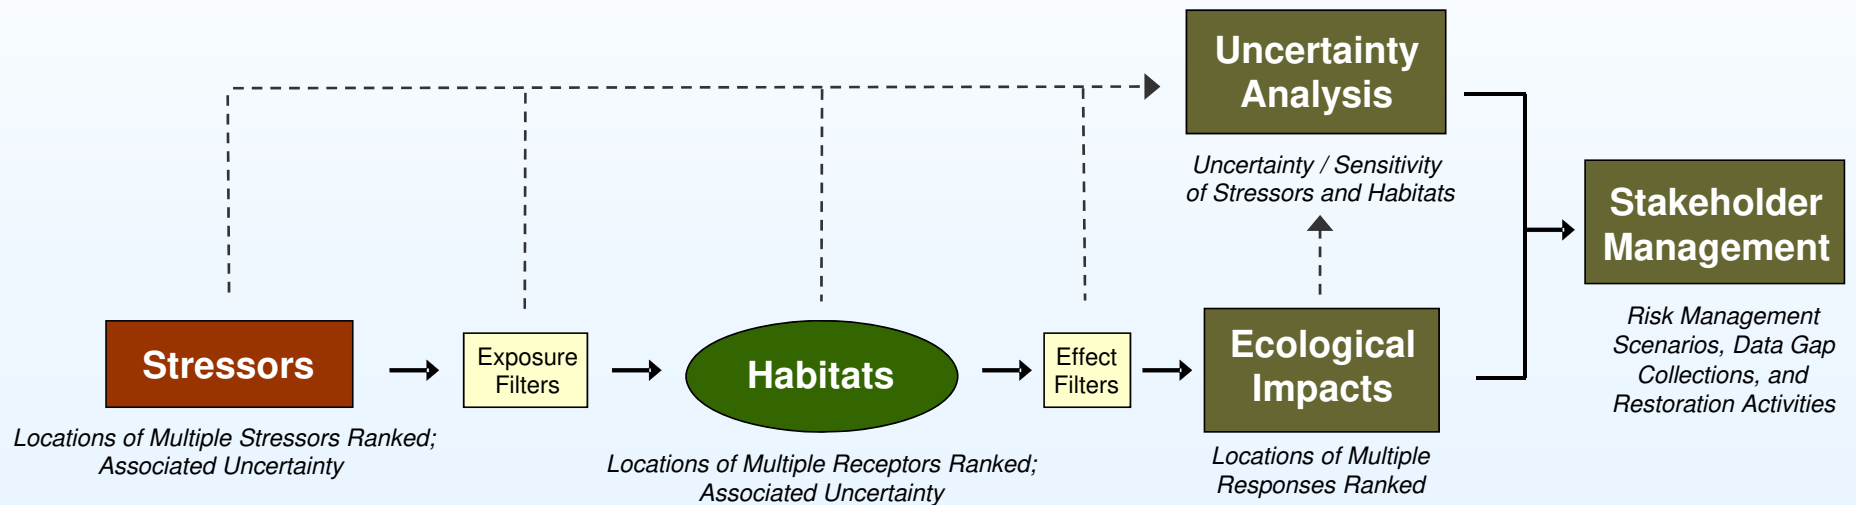 Uncertainty
Analysis
Uncertainty / Sensitivity
of Stressors and Habitats
Stakeholder
Management
Risk Management
Scenarios, Data Gap
Collections, and
Restoration Activities
Stressors
Locations of Multiple Stressors Ranked;
Associated Uncertainty
Exposure
Filters
Habitats
Locations of Multiple Receptors Ranked;
Associated Uncertainty
Effect
Filters
Ecological
Impacts
Locations of Multiple
Responses Ranked